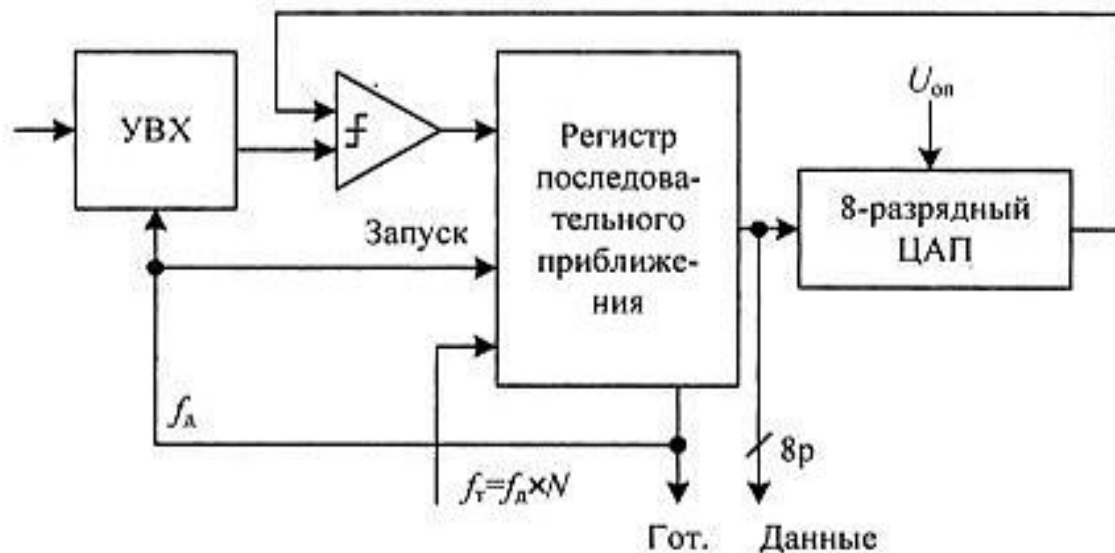 УВХ
Регистр
последова-
тельного
приближе-
ния
Uоп
8-разрядный
ЦАП
Запуск
fд
fт=fд×N
8р
Гот.
Данные